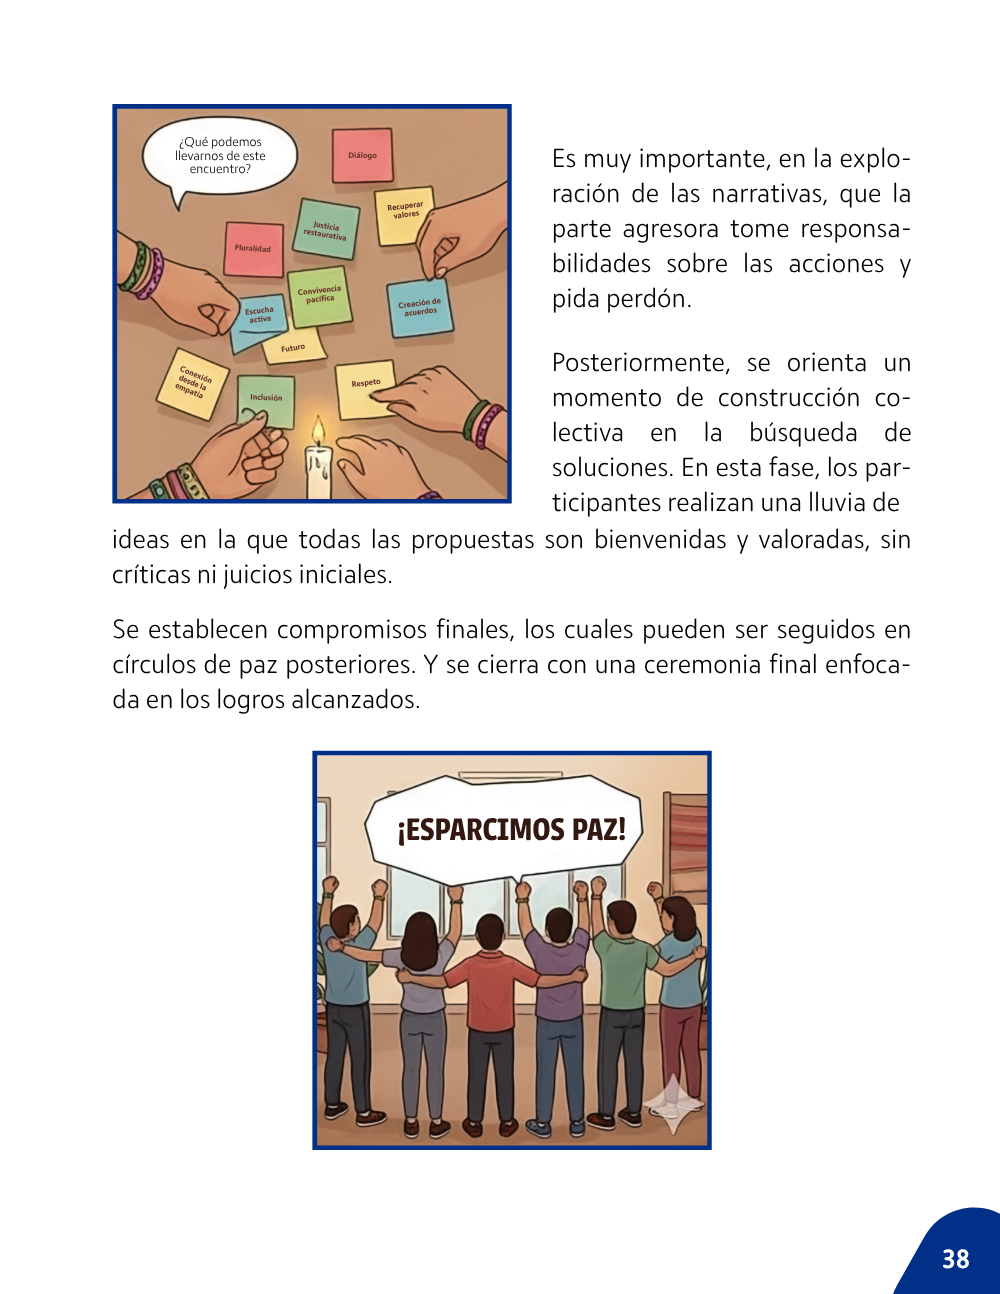 ¿Qué podemos
llevarnos de este
encuentro?
Diálogo
Recuperar
valores
Justicia
restaurativa
Pluralidad
Convivencia
pacífica
Creación de
acuerdos
Escucha
activa
Futuro
Conexión
desde la
empatía
Inclusión
Respeto
Es muy importante, en la explo-
ración de las narrativas, que la
parte agresora tome responsa-
bilidades sobre las acciones y
pida perdón.
Posteriormente, se orienta un
momento de construcción co-
lectiva en la búsqueda de
soluciones. En esta fase, los par-
ticipantes realizan una lluvia de
ideas en la que todas las propuestas son bienvenidas y valoradas, sin
críticas ni juicios iniciales.
Se establecen compromisos finales, los cuales pueden ser seguidos en
círculos de paz posteriores. Y se cierra con una ceremonia final enfoca-
da en los logros alcanzados.
¡ESPARCIMOS PAZ!
38